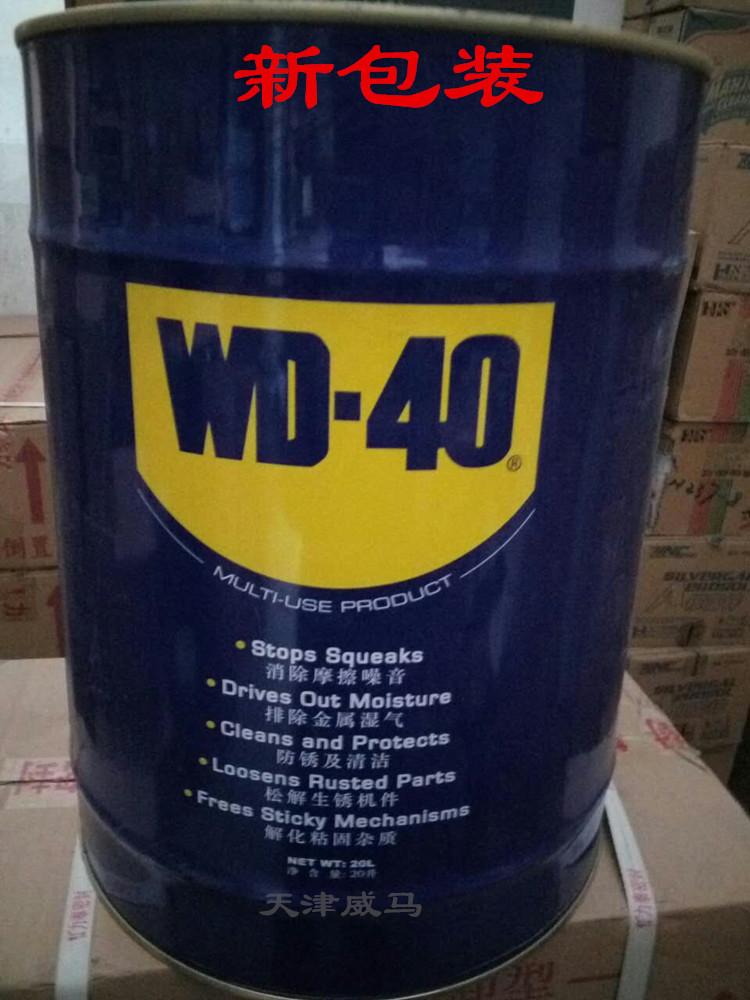 新包装
WD-40®
MULTI-USE PRODUCT
• Stops Squeaks
消除摩擦噪音
• Drives Out Moisture
排除金属湿气
• Cleans and Protects
防锈及清洁
• Loosens Rusted Parts
松解生锈机件
• Frees Sticky Mechanisms
解化粘固杂质
NET WT: 20L
净 含 量: 20升
天津威马
倒置